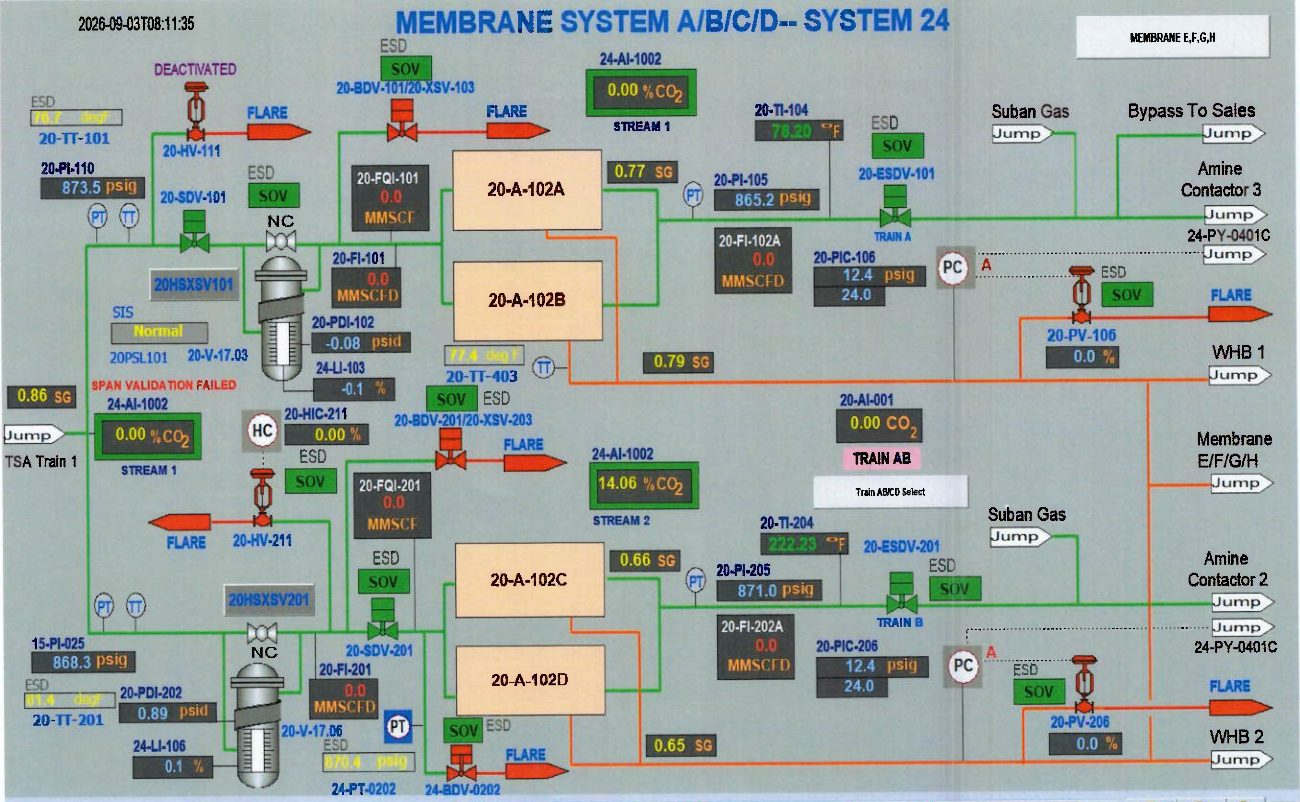 2026-09-03T08:11:35
MEMBRANE SYSTEM A/B/C/D-- SYSTEM 24
MEMBRANE E,F,G,H
DEACTIVATED
ESD
76.7 degF
20-TT-101
FLARE
20-HV-111
ESD
SOV
20-BDV-101/20-XSV-103
FLARE
24-AI-1002
0.00 %CO2
STREAM 1
20-TI-104
78.20 °F
ESD
SOV
20-ESDV-101
TRAIN A
Suban Gas
Jump
Bypass To Sales
Jump
Amine
Contactor 3
Jump
24-PY-0401C
Jump
20-PI-110
873.5 psig
PT
TT
20-SDV-101
ESD
SOV
NC
20-FQI-101
0.0
MMSCF
20-A-102A
0.77 SG
PT
20-PI-105
865.2 psig
20-FI-102A
0.0
MMSCFD
20-PIC-106
12.4 psig
24.0
PC
A
ESD
SOV
FLARE
20-PV-106
0.0 %
20HSXSV101
20-FI-101
0.0
MMSCFD
20-A-102B
SIS
Normal
20PSL101
20-V-17.03
20-PDI-102
-0.08 psid
24-LI-103
-0.1 %
77.4 deg F
20-TT-403
TT
0.79 SG
WHB 1
Jump
0.86 SG
SPAN VALIDATION FAILED
24-AI-1002
0.00 %CO2
STREAM 1
Jump
TSA Train 1
HC
20-HIC-211
0.00 %
ESD
SOV
FLARE
20-HV-211
SOV
ESD
20-BDV-201/20-XSV-203
FLARE
24-AI-1002
14.06 %CO2
STREAM 2
20-AI-001
0.00 CO2
TRAIN AB
Train AB/CD Select
Membrane
E/F/G/H
Jump
20-FQI-201
0.0
MMSCF
ESD
SOV
20-SDV-201
20-A-102C
0.66 SG
PT
20-PI-205
871.0 psig
20-TI-204
222.23 °F
20-ESDV-201
ESD
SOV
TRAIN B
Suban Gas
Jump
Amine
Contactor 2
Jump
Jump
24-PY-0401C
PT
TT
20HSXSV201
NC
15-PI-025
868.3 psig
ESD
81.4 degF
20-TT-201
20-PDI-202
0.89 psid
24-LI-106
0.1 %
20-V-17.06
20-FI-201
0.0
MMSCFD
PT
ESD
870.4 psig
24-PT-0202
20-A-102D
20-FI-202A
0.0
MMSCFD
20-PIC-206
12.4 psig
24.0
PC
A
ESD
SOV
FLARE
20-PV-206
0.0 %
SOV
ESD
24-BDV-0202
FLARE
0.65 SG
WHB 2
Jump